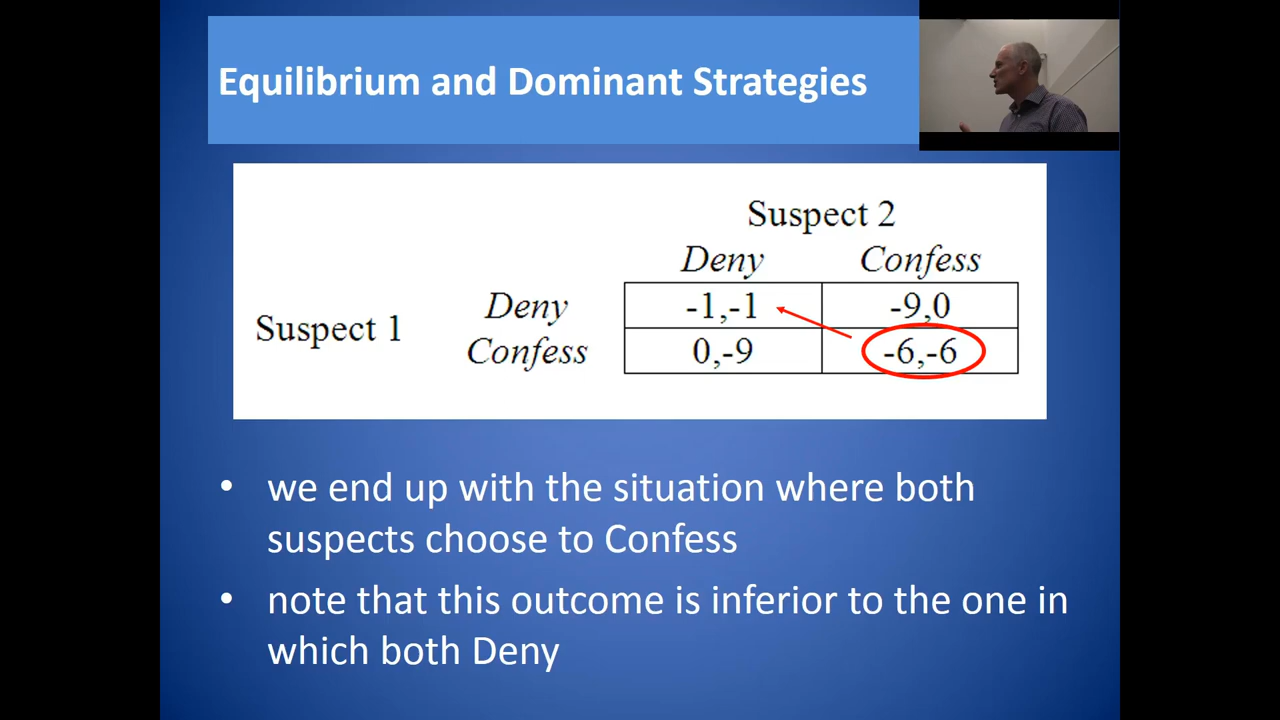 Equilibrium and Dominant Strategies
Suspect 2
Deny Confess
Deny -1,-1 -9,0
Suspect 1
Confess 0,-9 -6,-6
• we end up with the situation where both
suspects choose to Confess
• note that this outcome is inferior to the one in
which both Deny